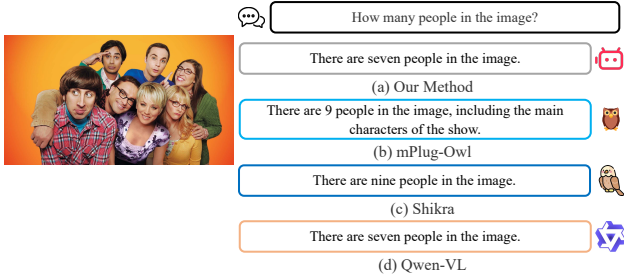 How many people in the image?
There are seven people in the image.
(a) Our Method
There are 9 people in the image, including the main
characters of the show.
(b) mPlug-Owl
There are nine people in the image.
(c) Shikra
There are seven people in the image.
(d) Qwen-VL